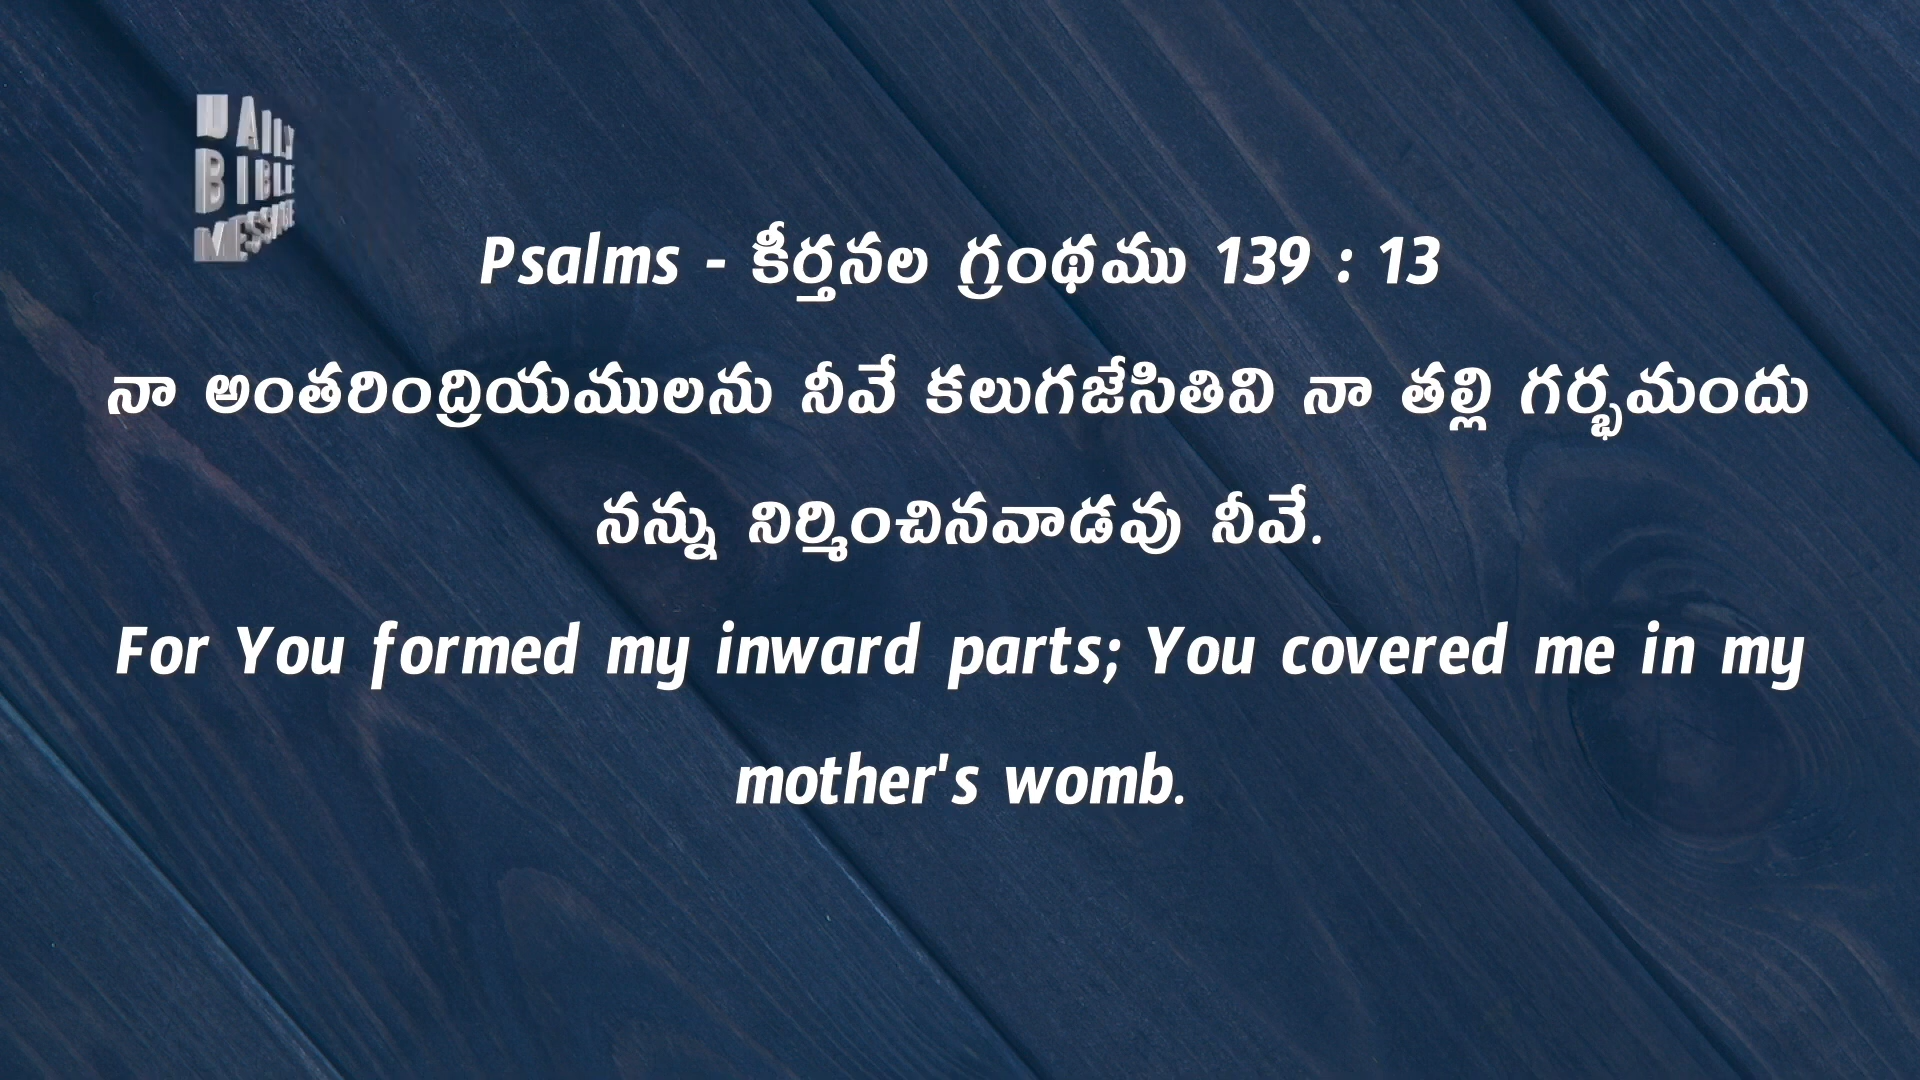 DAILY
BIBLE
MESSAGE
Psalms - కీర్తనల గ్రంథము 139 : 13
నా అంతరింద్రియములను నీవే కలుగజేసితివి నా తల్లి గర్భమందు
నన్ను నిర్మించినవాడవు నీవే.
For You formed my inward parts; You covered me in my
mother's womb.